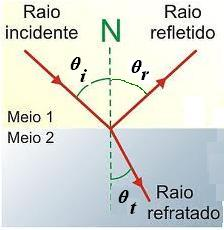 Raio
incidente
N
Raio
refletido
θi
θr
Meio 1
Meio 2
θt
Raio
refratado